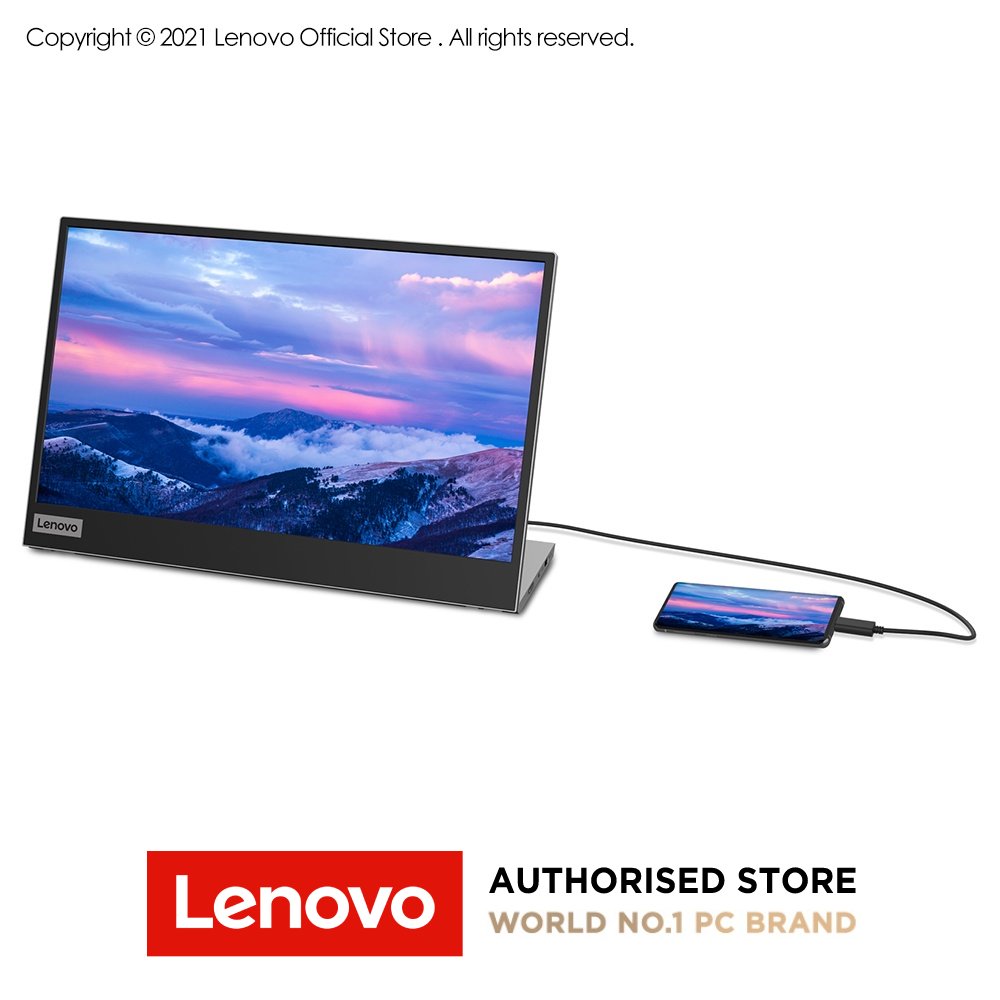 Copyright © 2021 Lenovo Official Store . All rights reserved.
Lenovo
Lenovo
AUTHORISED STORE
WORLD NO.1 PC BRAND